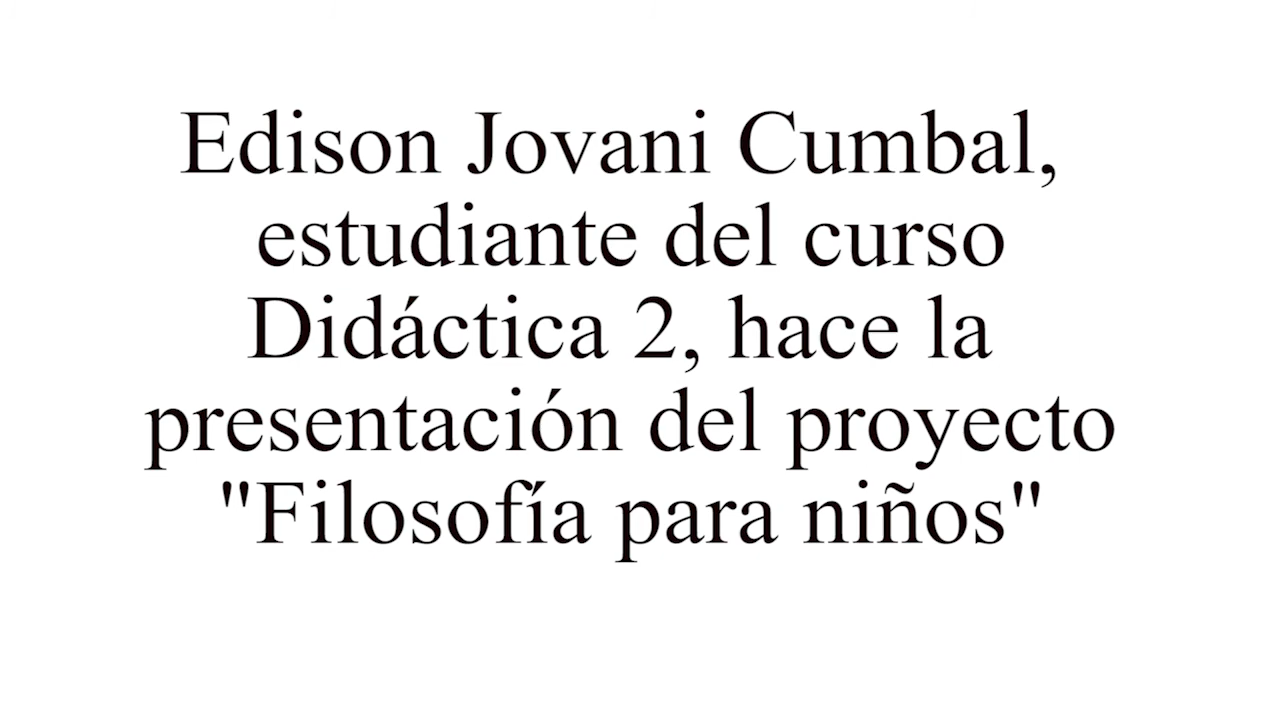 Edison Jovani Cumbal,
estudiante del curso
Didáctica 2, hace la
presentación del proyecto
"Filosofía para niños"